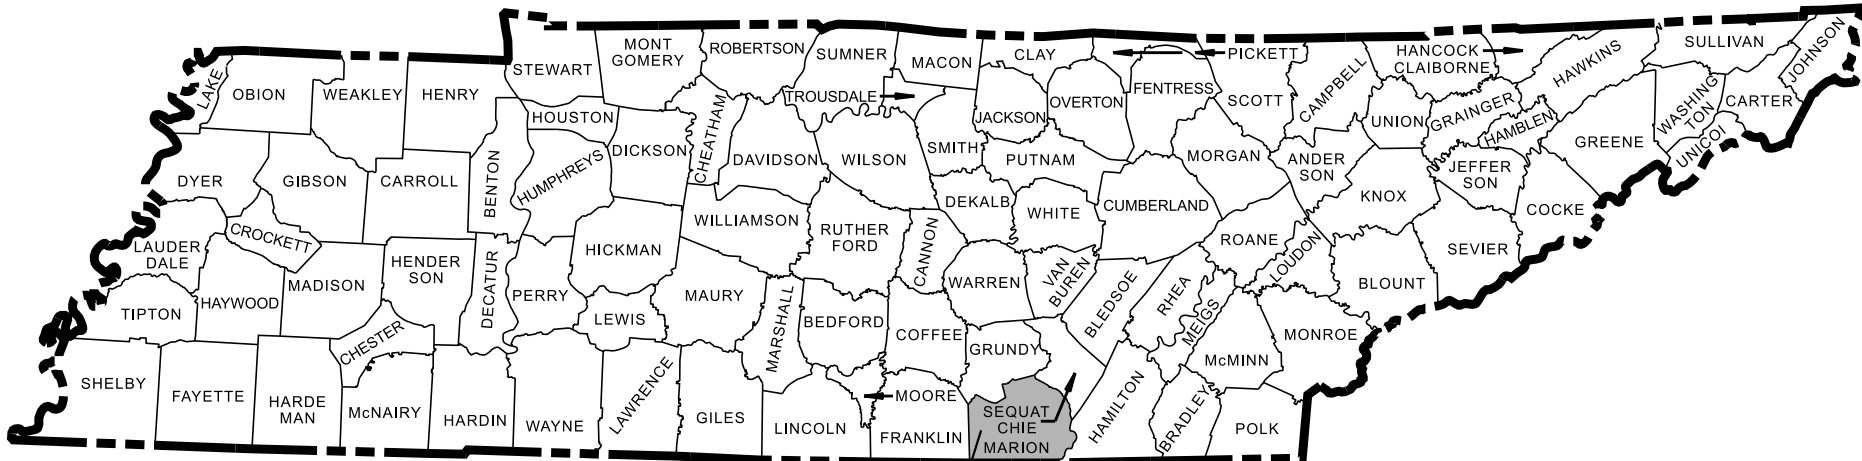 LAKE
OBION
WEAKLEY
HENRY
STEWART
MONT
GOMERY
ROBERTSON
SUMNER
MACON
CLAY
PICKETT
HANCOCK
CLAIBORNE
HAWKINS
SULLIVAN
JOHNSON
TROUSDALE
JACKSON
OVERTON
FENTRESS
SCOTT
CAMPBELL
UNION
GRAINGER
HAMBLEN
GREENE
WASHING
TON
CARTER
UNICOI
HOUSTON
DICKSON
CHEATHAM
DAVIDSON
WILSON
SMITH
PUTNAM
MORGAN
ANDER
SON
KNOX
JEFFER
SON
COCKE
DYER
GIBSON
CARROLL
BENTON
HUMPHREYS
WILLIAMSON
RUTHER
FORD
CANNON
DEKALB
WHITE
CUMBERLAND
ROANE
LOUDON
BLOUNT
SEVIER
LAUDER
DALE
CROCKETT
HAYWOOD
MADISON
HENDER
SON
DECATUR
PERRY
HICKMAN
LEWIS
MAURY
MARSHALL
BEDFORD
COFFEE
WARREN
VAN
BUREN
BLEDSOE
RHEA
MEIGS
McMINN
MONROE
TIPTON
SHELBY
FAYETTE
HARDE
MAN
CHESTER
McNAIRY
HARDIN
WAYNE
LAWRENCE
GILES
LINCOLN
MOORE
FRANKLIN
GRUNDY
SEQUAT
CHIE
MARION
HAMILTON
BRADLEY
POLK